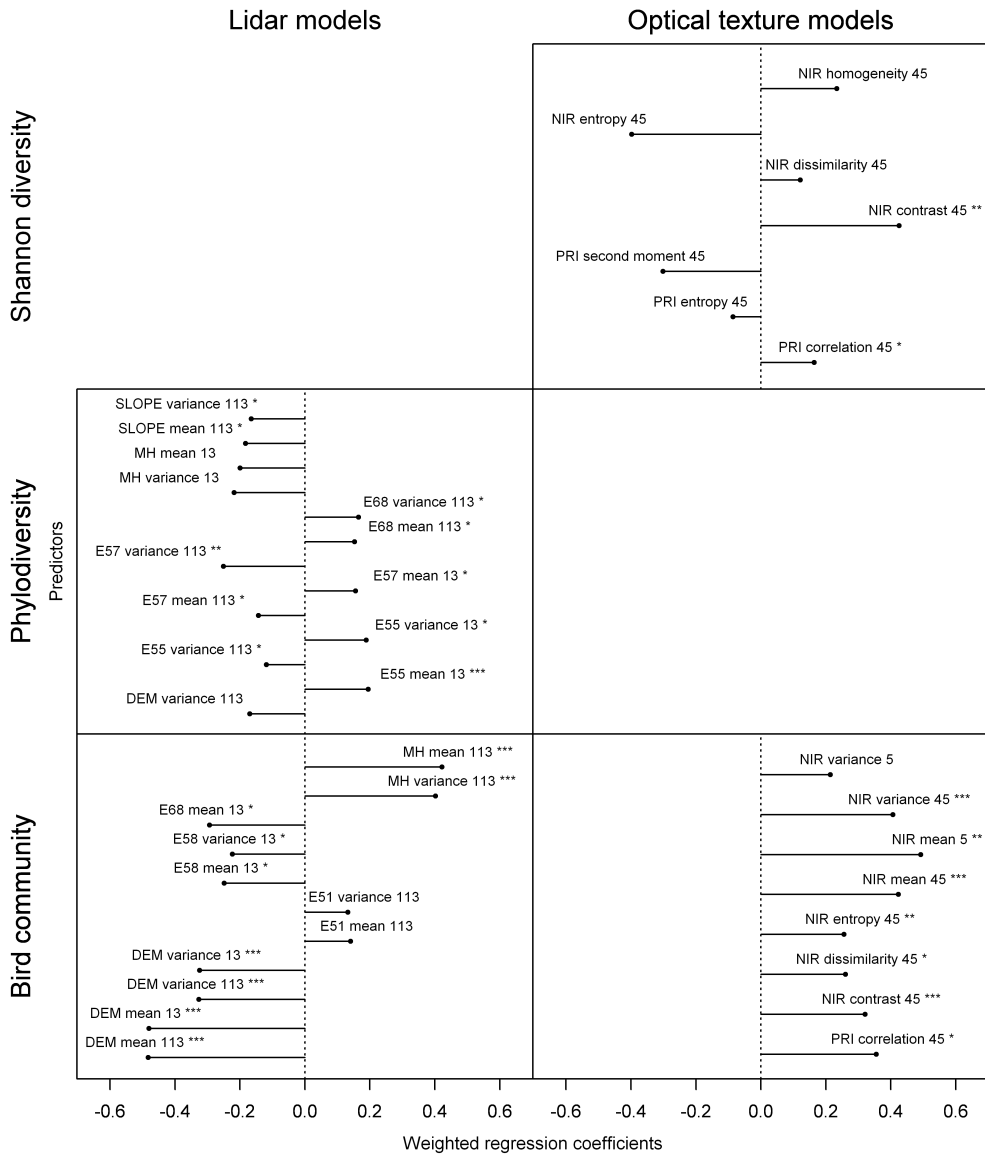 Lidar models
Optical texture models
Shannon diversity
NIR homogeneity 45
NIR entropy 45
NIR dissimilarity 45
NIR contrast 45 **
PRI second moment 45
PRI entropy 45
PRI correlation 45 *
Phylodiversity
Predictors
SLOPE variance 113 *
SLOPE mean 113 *
MH mean 13
MH variance 13
E68 variance 113 *
E68 mean 113 *
E57 variance 113 **
E57 mean 13 *
E57 mean 113 *
E55 variance 13 *
E55 variance 113 *
E55 mean 13 ***
DEM variance 113
Bird community
MH mean 113 ***
MH variance 113 ***
E68 mean 13 *
E58 variance 13 *
E58 mean 13 *
E51 variance 113
E51 mean 113
DEM variance 13 ***
DEM variance 113 ***
DEM mean 13 ***
DEM mean 113 ***
NIR variance 5
NIR variance 45 ***
NIR mean 5 **
NIR mean 45 ***
NIR entropy 45 **
NIR dissimilarity 45 *
NIR contrast 45 ***
PRI correlation 45 *
-0.6 -0.4 -0.2 0.0 0.2 0.4 0.6
-0.6 -0.4 -0.2 0.0 0.2 0.4 0.6
Weighted regression coefficients